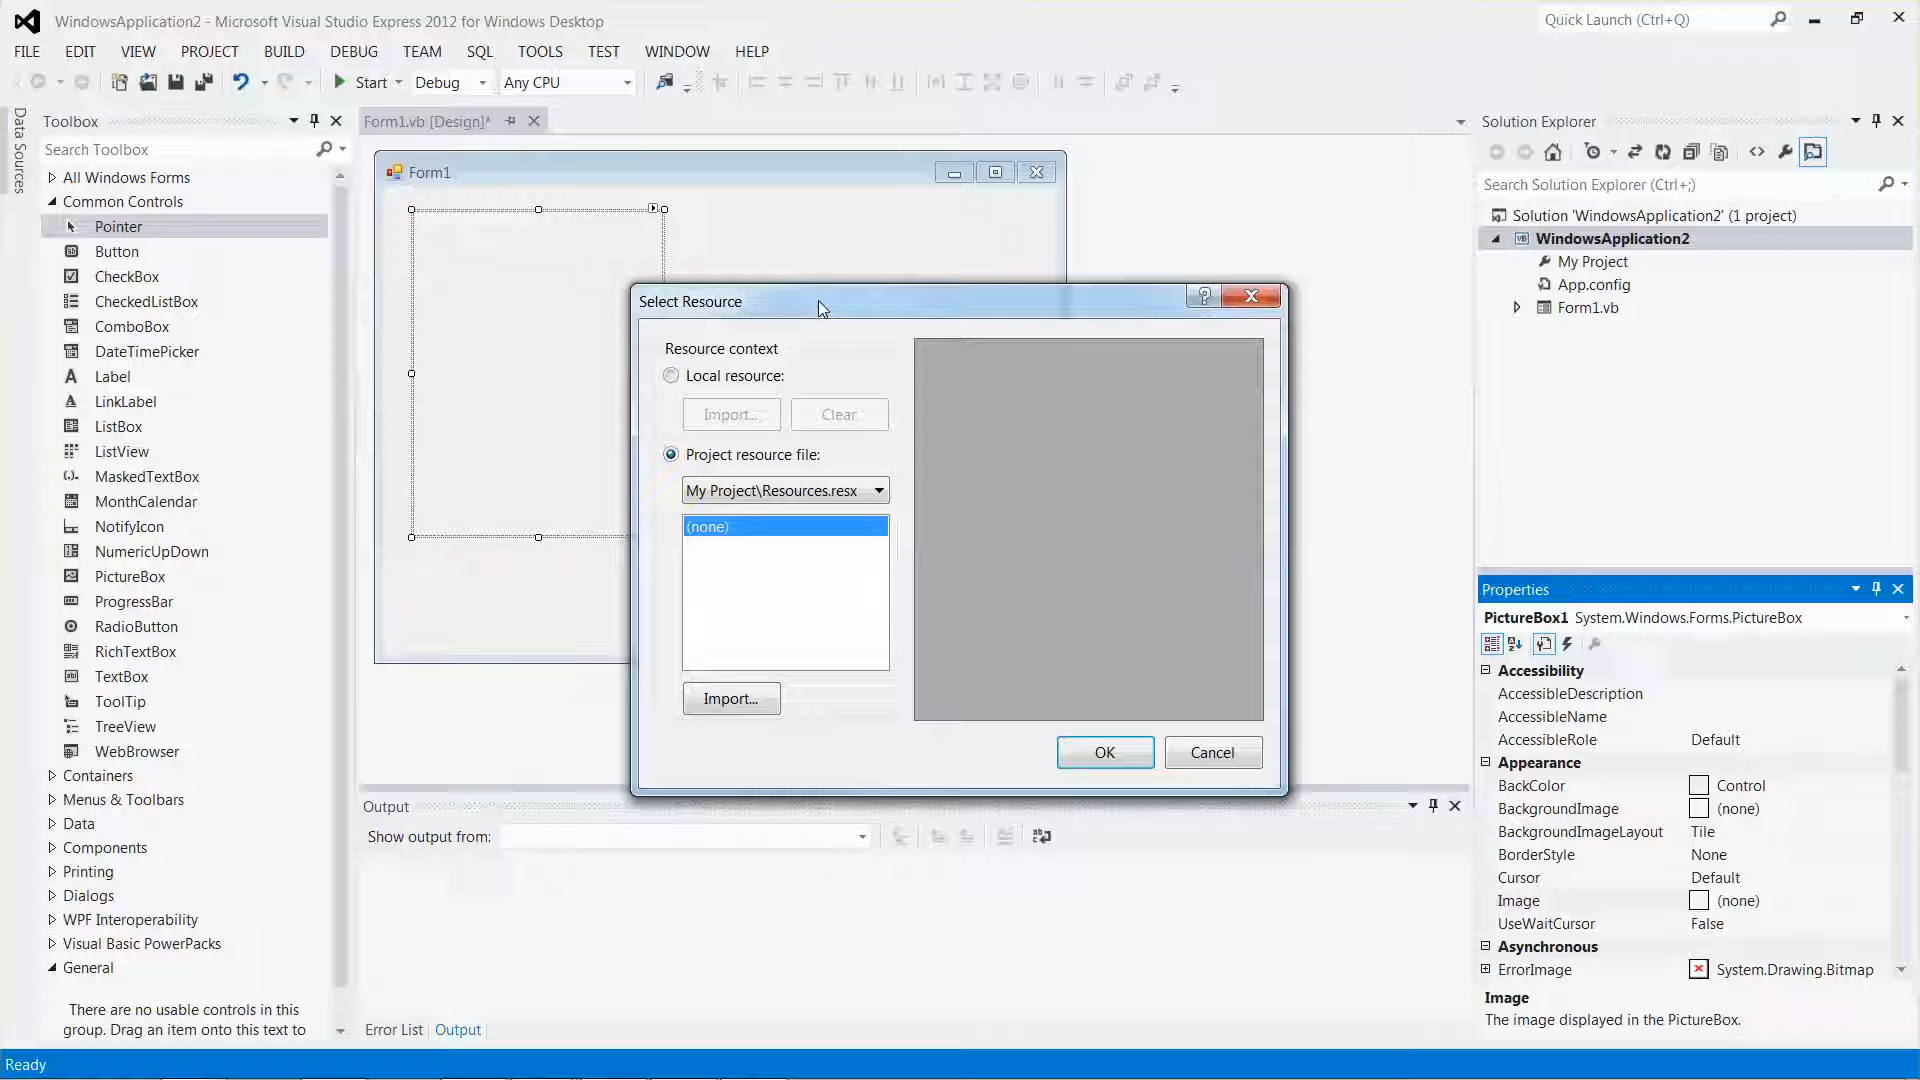 WindowsApplication2 - Microsoft Visual Studio Express 2012 for Windows Desktop
Quick Launch (Ctrl+Q)
FILE EDIT VIEW PROJECT BUILD DEBUG TEAM SQL TOOLS TEST WINDOW HELP
Start Debug Any CPU
Data Sources
Toolbox
Search Toolbox
All Windows Forms
Common Controls
Pointer
Button
CheckBox
CheckedListBox
ComboBox
DateTimePicker
Label
LinkLabel
ListBox
ListView
MaskedTextBox
MonthCalendar
NotifyIcon
NumericUpDown
PictureBox
ProgressBar
RadioButton
RichTextBox
TextBox
ToolTip
TreeView
WebBrowser
Containers
Menus & Toolbars
Data
Components
Printing
Dialogs
WPF Interoperability
Visual Basic PowerPacks
General
There are no usable controls in this
group. Drag an item onto this text to
Form1.vb [Design]*
Form1
Select Resource
Resource context
Local resource:
Import...
Clear
Project resource file:
My Project\Resources.resx
(none)
Import...
OK
Cancel
Output
Show output from:
Error List
Output
Solution Explorer
Search Solution Explorer (Ctrl+;)
Solution 'WindowsApplication2' (1 project)
WindowsApplication2
My Project
App.config
Form1.vb
Properties
PictureBox1 System.Windows.Forms.PictureBox
Accessibility
AccessibleDescription
AccessibleName
AccessibleRole Default
Appearance
BackColor Control
BackgroundImage (none)
BackgroundImageLayout Tile
BorderStyle None
Cursor Default
Image (none)
UseWaitCursor False
Asynchronous
ErrorImage System.Drawing.Bitmap
Image
The image displayed in the PictureBox.
Ready